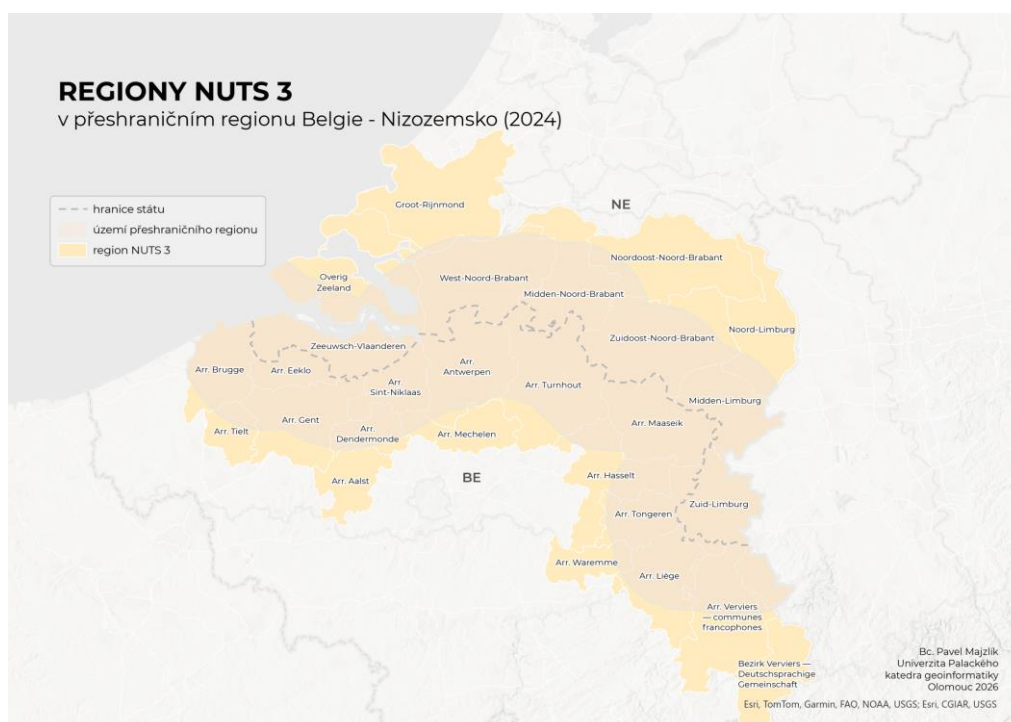 REGIONY NUTS 3
v přeshraničním regionu Belgie - Nizozemsko (2024)
hranice státu
území přeshraničního regionu
region NUTS 3
NE
Groot-Rijnmond
Noordoost-Noord-Brabant
Overig
Zeeland
West-Noord-Brabant
Midden-Noord-Brabant
Noord-Limburg
Zuidoost-Noord-Brabant
Zeeuwsch-Vlaanderen
Arr. Brugge
Arr. Eeklo
Arr.
Antwerpen
Arr.
Sint-Niklaas
Arr. Turnhout
Midden-Limburg
Arr. Gent
Arr. Maaseik
Arr. Tielt
Arr.
Dendermonde
Arr. Mechelen
Arr. Aalst
BE
Arr. Hasselt
Zuid-Limburg
Arr. Tongeren
Arr. Waremme
Arr. Liège
Arr. Verviers
— communes
francophones
Bezirk Verviers —
Deutschsprachige
Gemeinschaft
Bc. Pavel Majzlík
Univerzita Palackého
katedra geoinformatiky
Olomouc 2026
Esri, TomTom, Garmin, FAO, NOAA, USGS; Esri, CGIAR, USGS